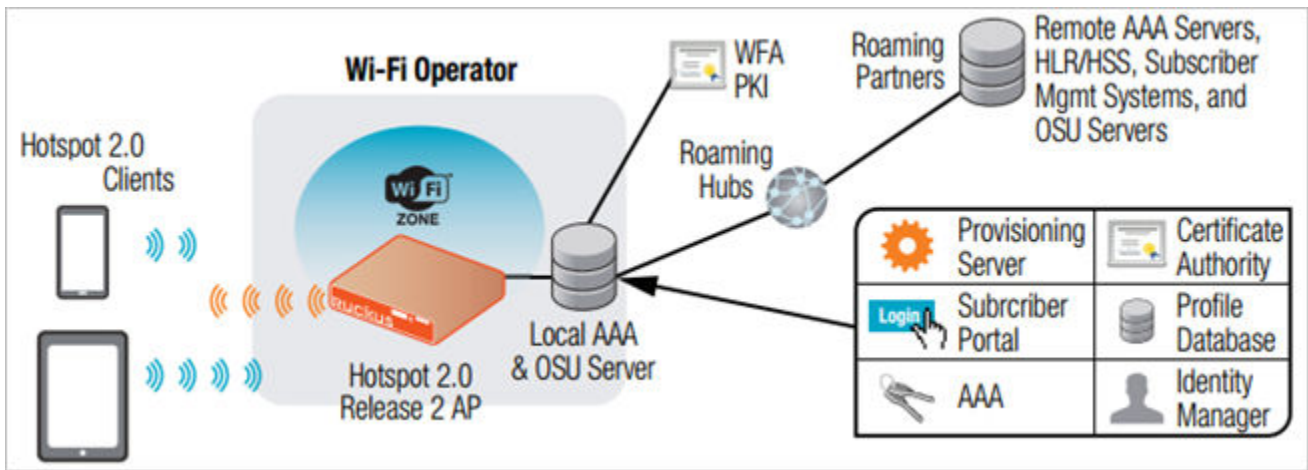 Wi-Fi Operator
Hotspot 2.0
Clients
Wi Fi
ZONE
Ruckus
Hotspot 2.0
Release 2 AP
Local AAA
& OSU Server
WFA
PKI
Roaming
Hubs
Roaming
Partners
Remote AAA Servers,
HLR/HSS, Subscriber
Mgmt Systems, and
OSU Servers
Provisioning
Server
Certificate
Authority
Login
Subrcriber
Portal
Profile
Database
AAA
Identity
Manager